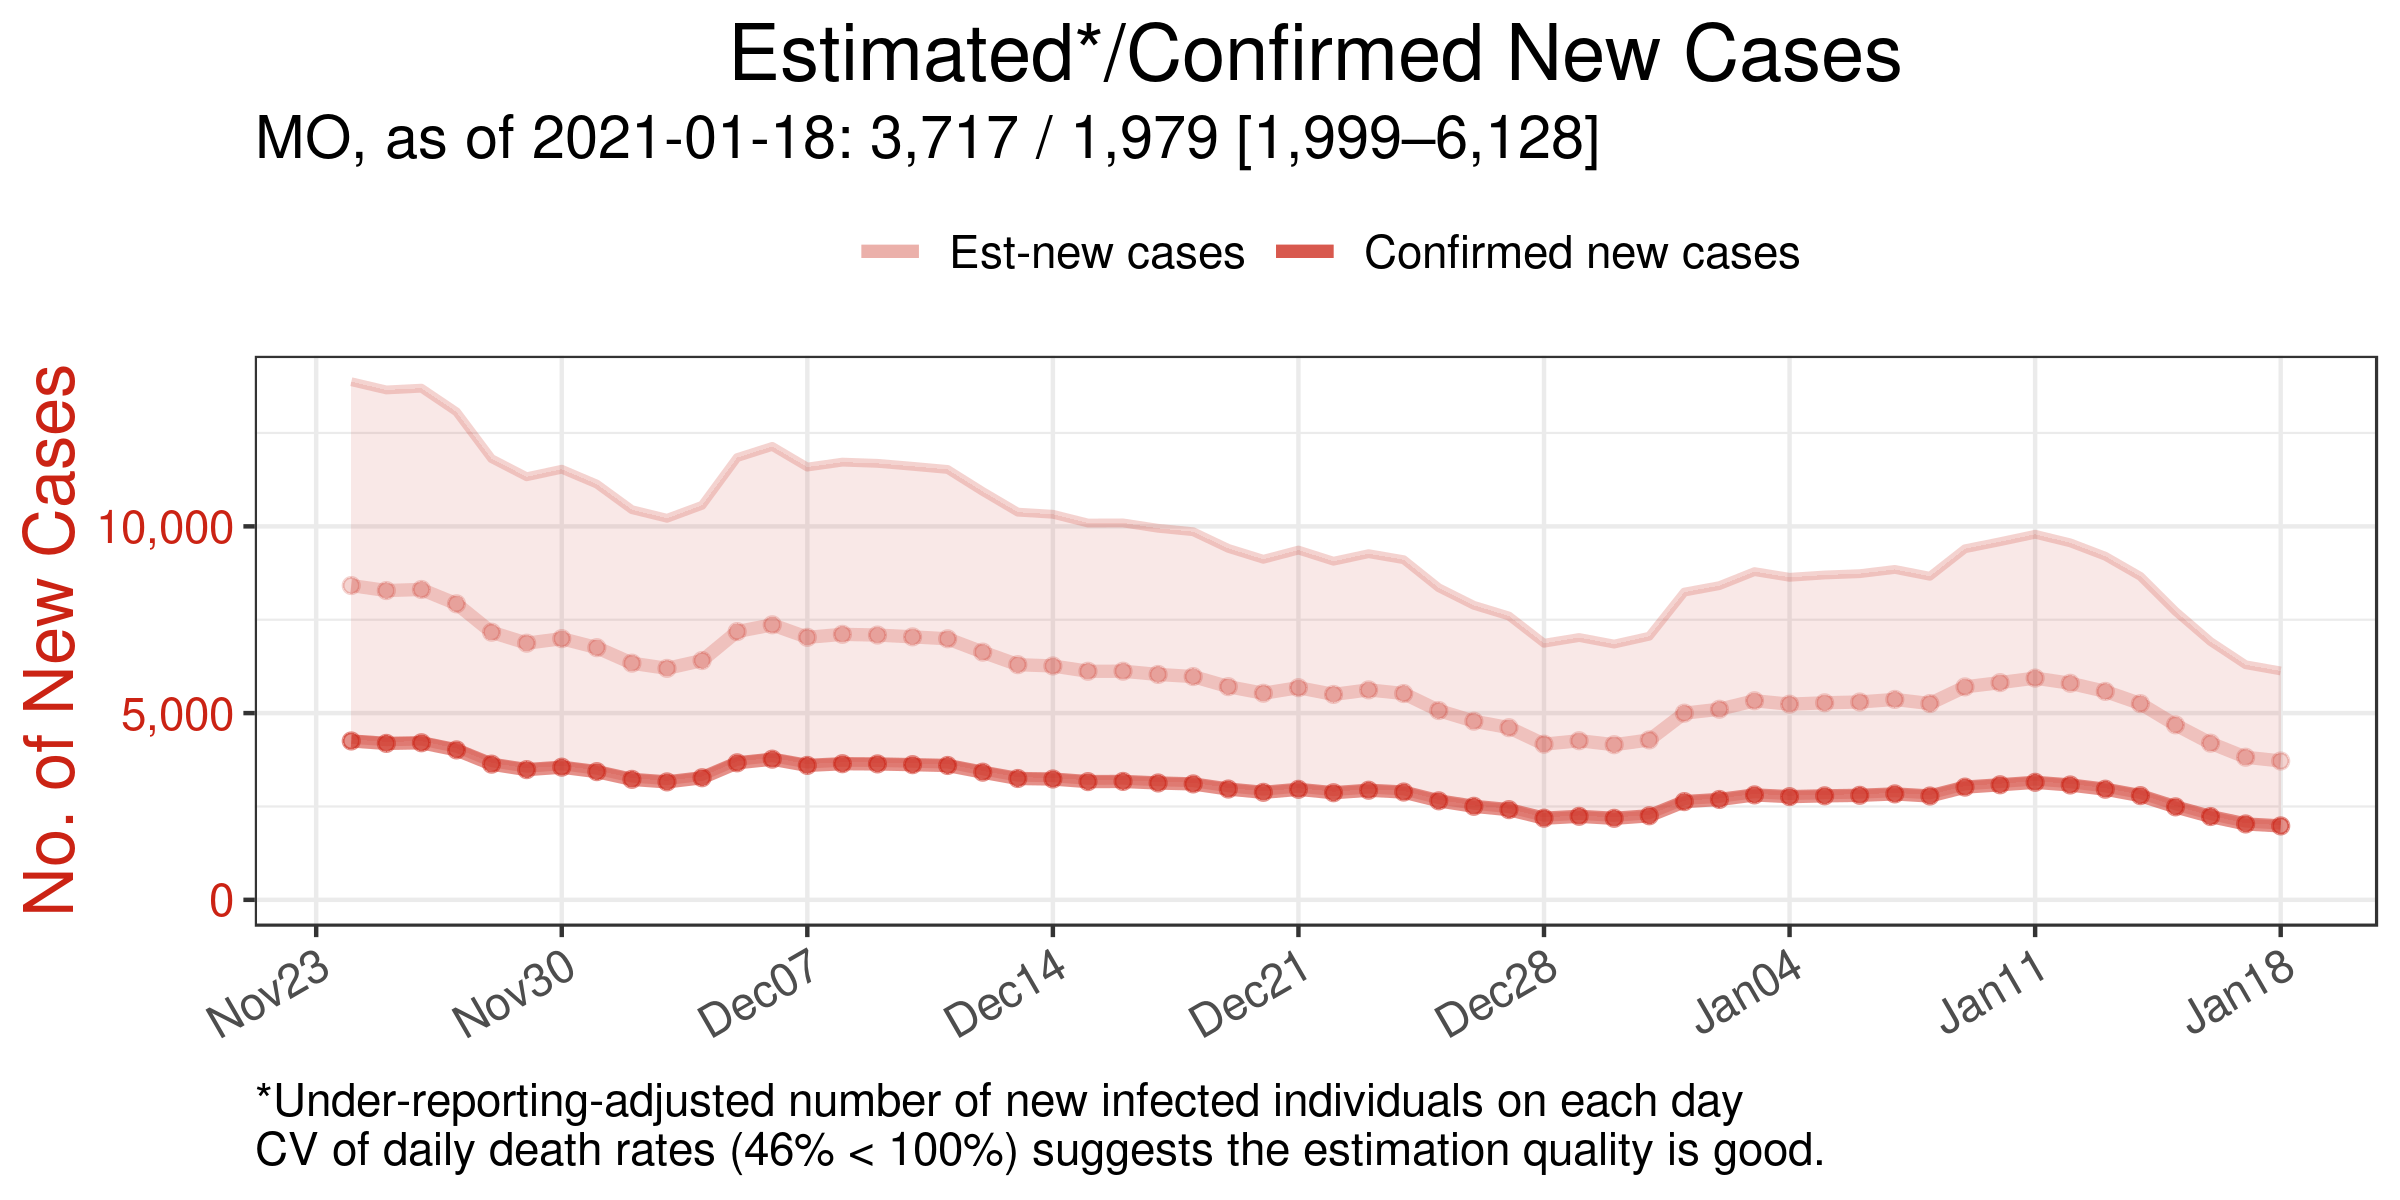 Estimated*/Confirmed New Cases
MO, as of 2021-01-18: 3,717 / 1,979 [1,999–6,128]
Est-new cases
Confirmed new cases
No. of New Cases
10,000
5,000
0
Nov23
Nov30
Dec07
Dec14
Dec21
Dec28
Jan04
Jan11
Jan18
*Under-reporting-adjusted number of new infected individuals on each day
CV of daily death rates (46% < 100%) suggests the estimation quality is good.